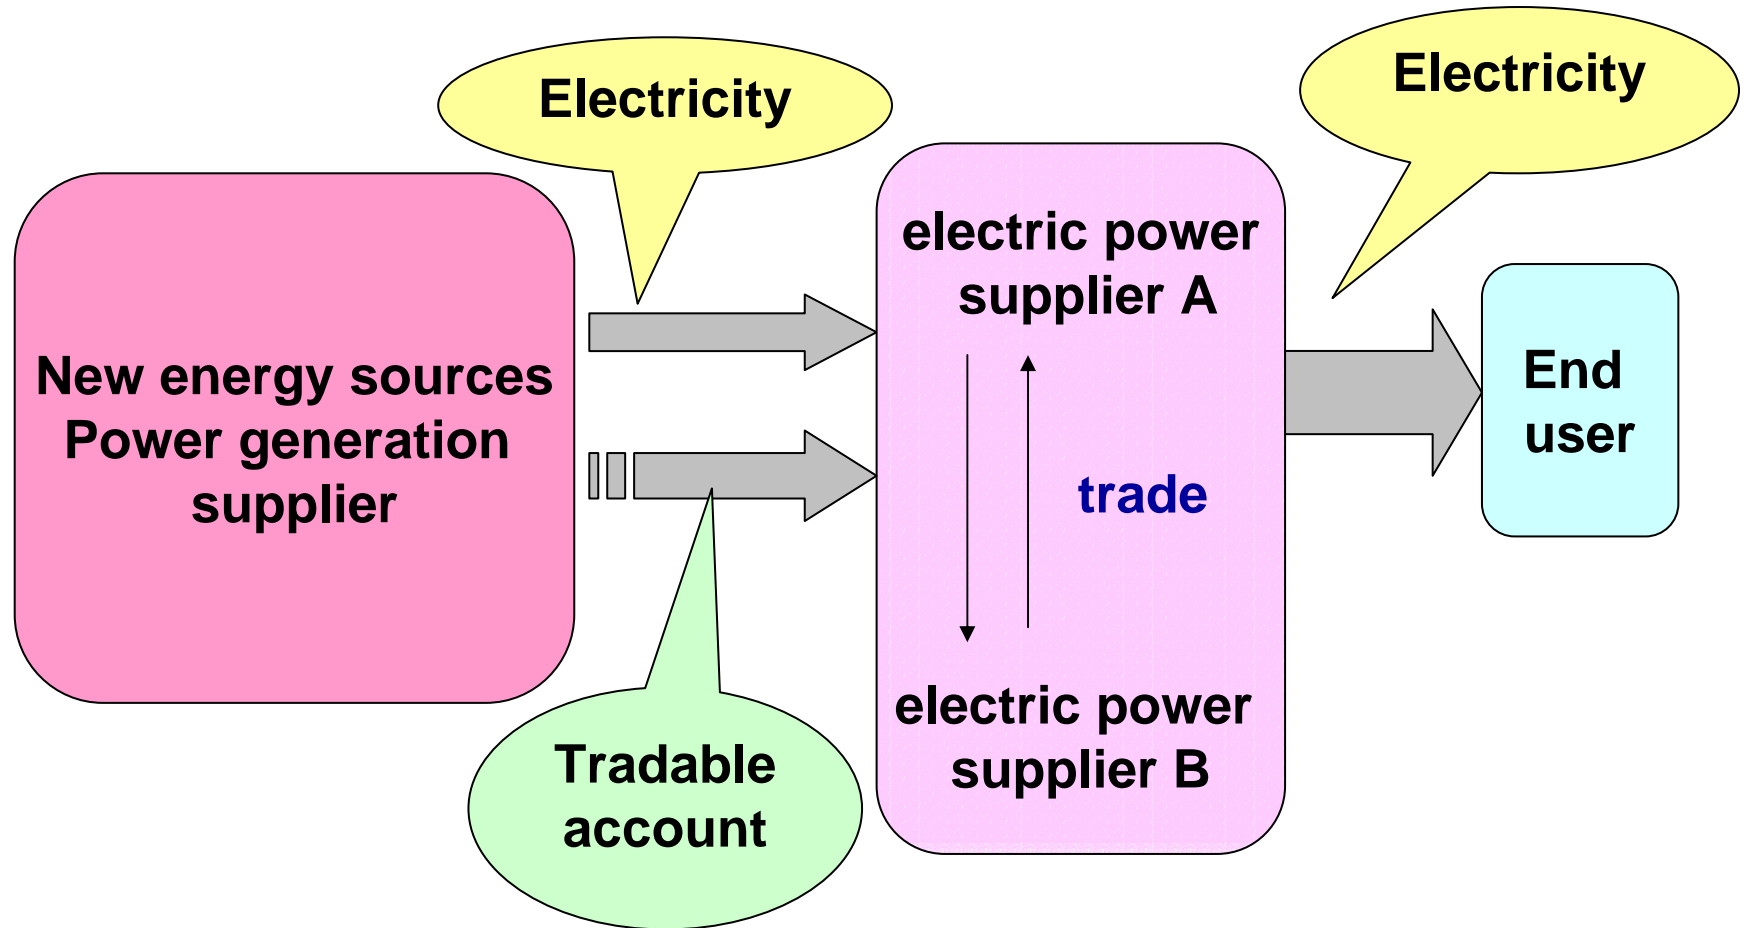 Electricity
Electricity
New energy sources
Power generation
supplier
electric power
supplier A
trade
electric power
supplier B
End
user
Tradable
account